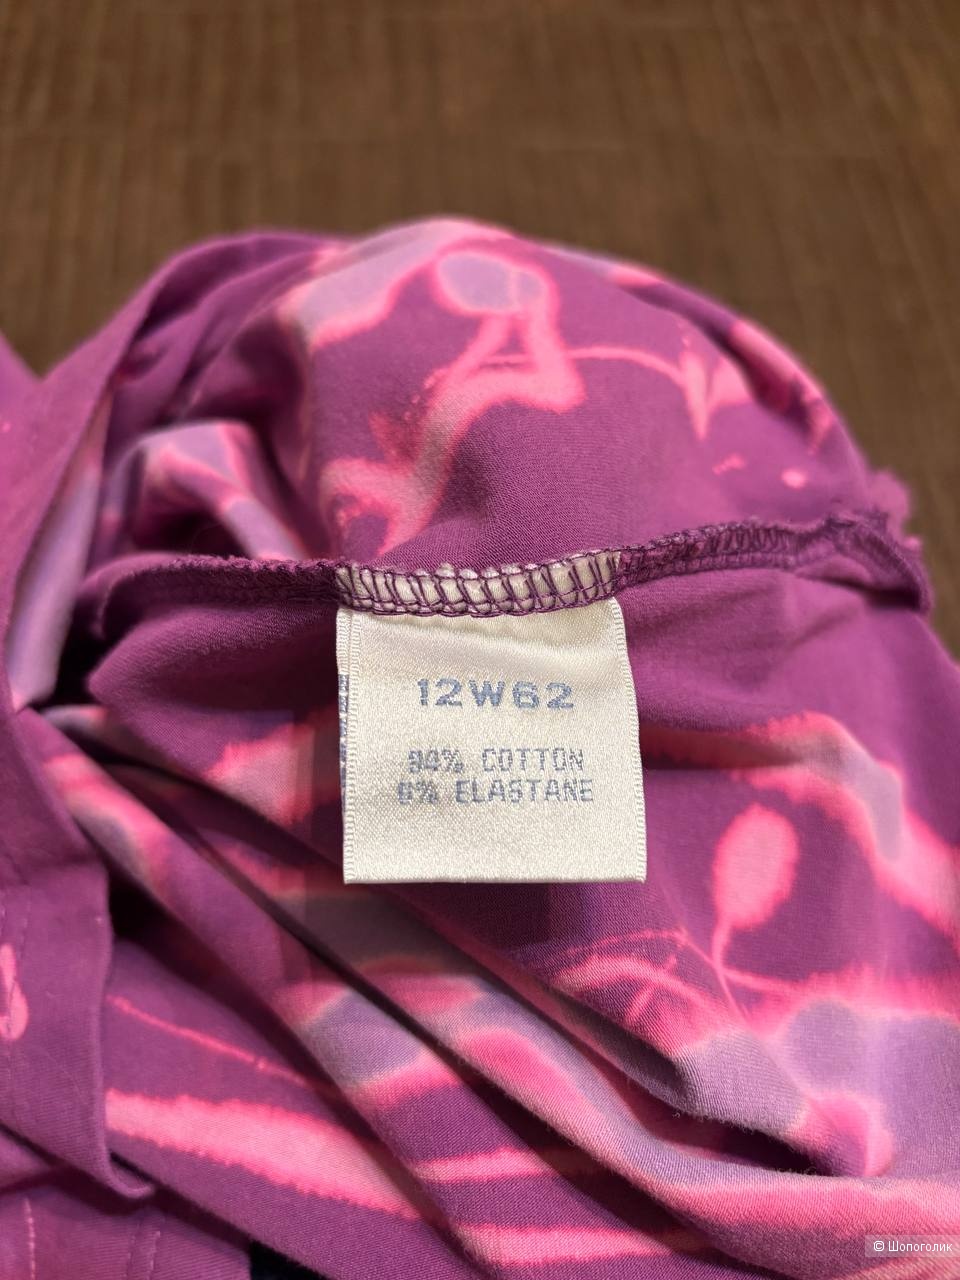 12W62
94% COTTON
6% ELASTANE
© Шопоголик